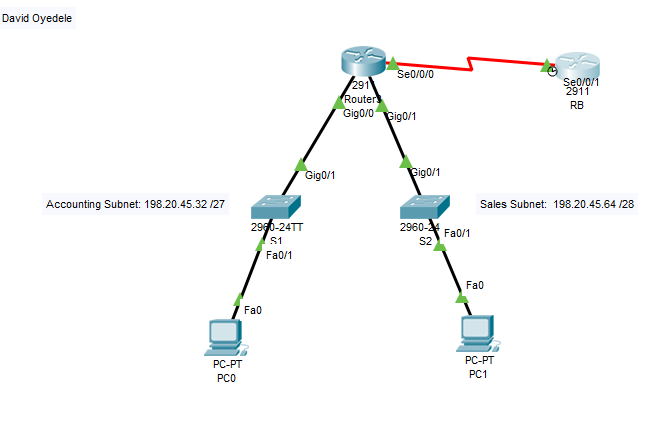 David Oyedele
Se0/0/0
Se0/0/1
291
2911
Router
RB
Gig0/0
Gig0/1
Gig0/1
Gig0/1
Accounting Subnet: 198.20.45.32 /27
Sales Subnet:  198.20.45.64 /28
2960-24TT
2960-24
S1
Fa0/1
S2
Fa0/1
Fa0
Fa0
PC-PT
PC0
PC-PT
PC1